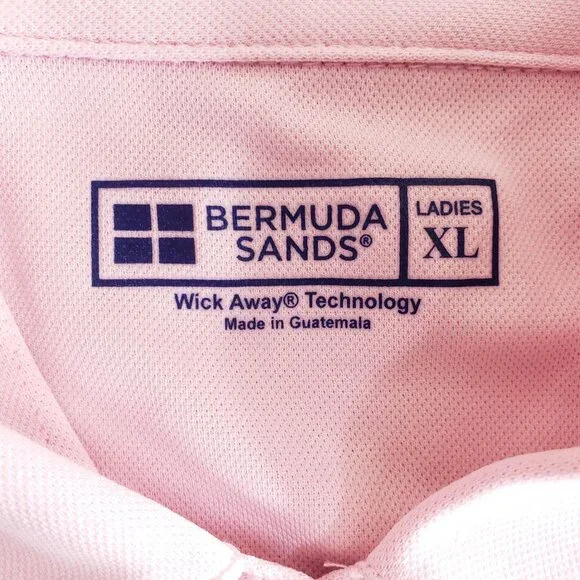 BERMUDA
SANDS®
LADIES
XL
Wick Away® Technology
Made in Guatemala